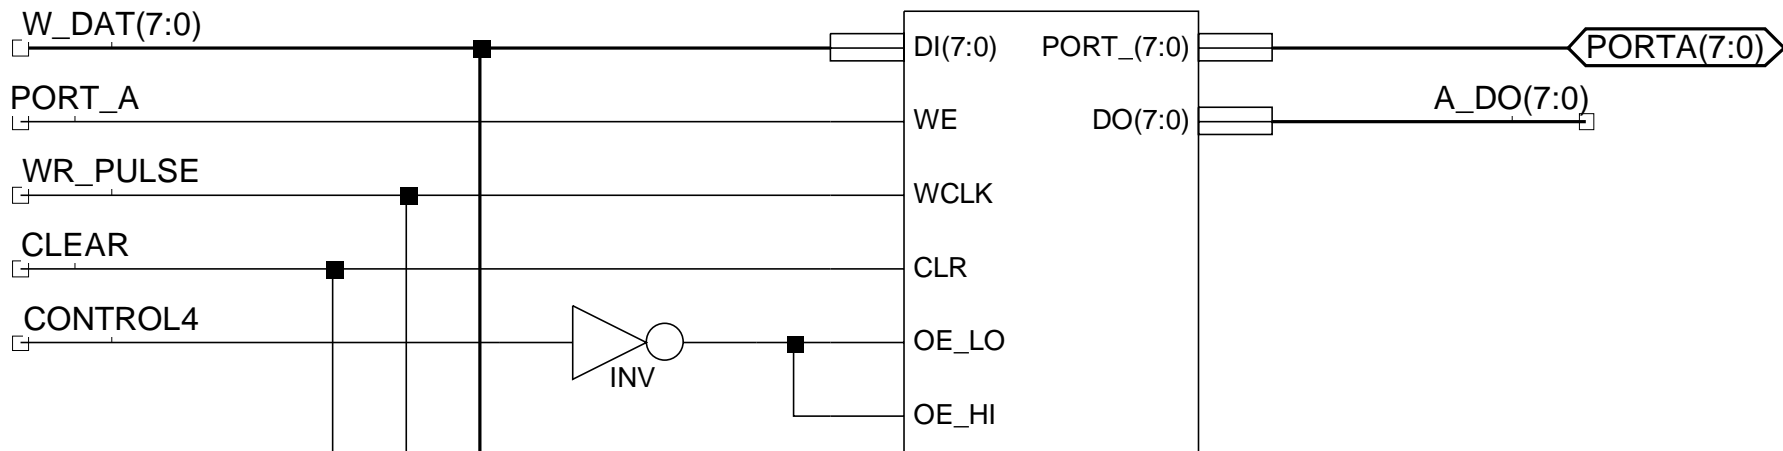 W_DAT(7:0)
DI(7:0)
PORT_(7:0)
PORTA(7:0)
PORT_A
WE
DO(7:0)
A_DO(7:0)
WR_PULSE
WCLK
CLEAR
CLR
CONTROL4
INV
OE_LO
OE_HI